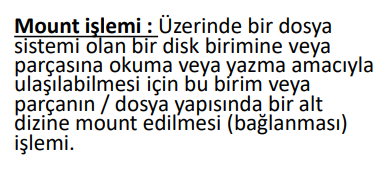 Mount işlemi : Üzerinde bir dosya
sistemi olan bir disk birimine veya
parçasına okuma veya yazma amacıyla
ulaşılabilmesi için bu birim veya
parçanın / dosya yapısında bir alt
dizine mount edilmesi (bağlanması)
işlemi.